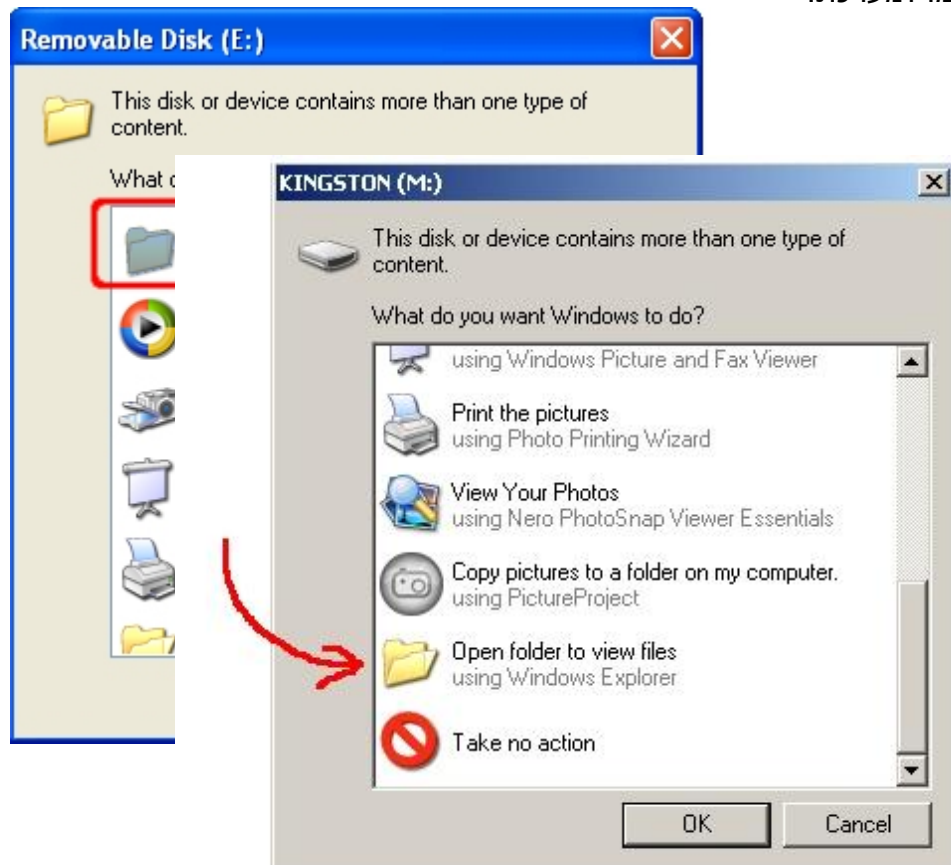 Removable Disk (E:)
This disk or device contains more than one type of
content.
What
KINGSTON (M:)
This disk or device contains more than one type of
content.
What do you want Windows to do?
using Windows Picture and Fax Viewer
Print the pictures
using Photo Printing Wizard
View Your Photos
using Nero PhotoSnap Viewer Essentials
Copy pictures to a folder on my computer.
using PictureProject
Open folder to view files
using Windows Explorer
Take no action
OK
Cancel